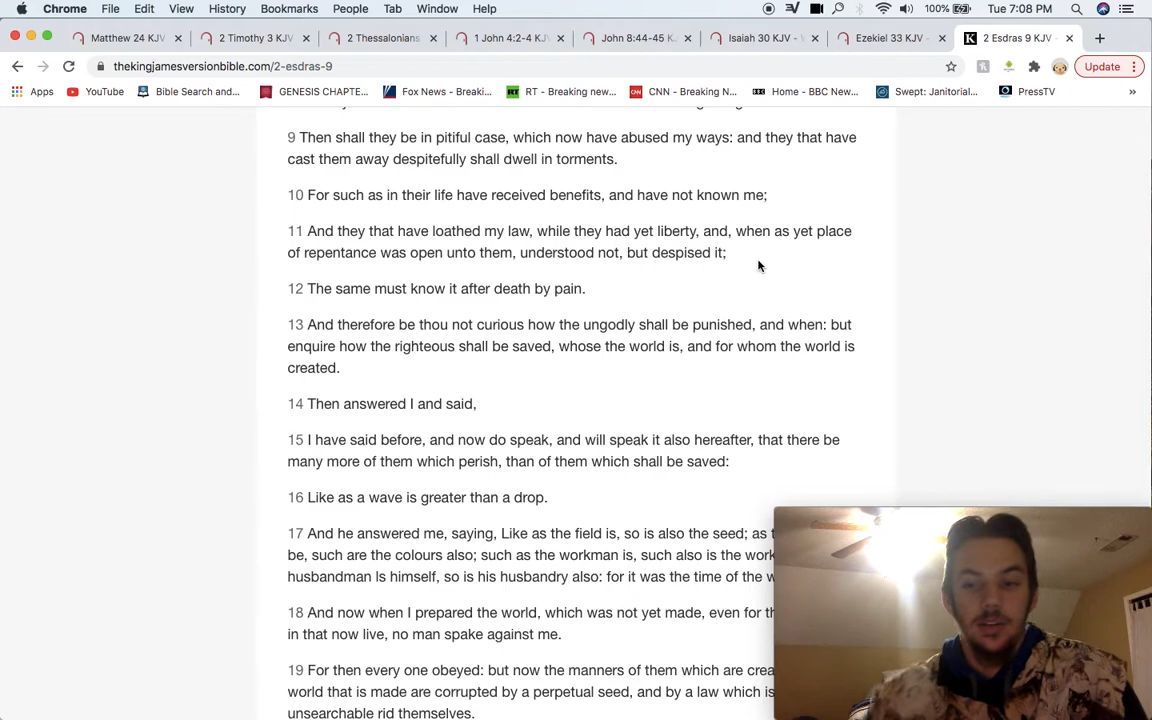 Chrome File Edit View History Bookmarks People Tab Window Help 100% Tue 7:08 PM
Matthew 24 KJV 2 Timothy 3 KJV 2 Thessalonians 1 John 4:2-4 KJV John 8:44-45 KJV Isaiah 30 KJV - Ezekiel 33 KJV - 2 Esdras 9 KJV -
thekingjamesversionbible.com/2-esdras-9 Update
Apps YouTube Bible Search and... GENESIS CHAPTE... Fox News - Breaki... RT - Breaking new... CNN - Breaking N... Home - BBC New... Swept: Janitorial... PressTV »
9 Then shall they be in pitiful case, which now have abused my ways: and they that have
cast them away despitefully shall dwell in torments.
10 For such as in their life have received benefits, and have not known me;
11 And they that have loathed my law, while they had yet liberty, and, when as yet place
of repentance was open unto them, understood not, but despised it;
12 The same must know it after death by pain.
13 And therefore be thou not curious how the ungodly shall be punished, and when: but
enquire how the righteous shall be saved, whose the world is, and for whom the world is
created.
14 Then answered I and said,
15 I have said before, and now do speak, and will speak it also hereafter, that there be
many more of them which perish, than of them which shall be saved:
16 Like as a wave is greater than a drop.
17 And he answered me, saying, Like as the field is, so is also the seed; as
be, such are the colours also; such as the workman is, such also is the work
husbandman ls himself, so is his husbandry also: for it was the time of the
18 And now when I prepared the world, which was not yet made, even for
in that now live, no man spake against me.
19 For then every one obeyed: but now the manners of them which are
world that is made are corrupted by a perpetual seed, and by a law which is
unsearchable rid themselves.